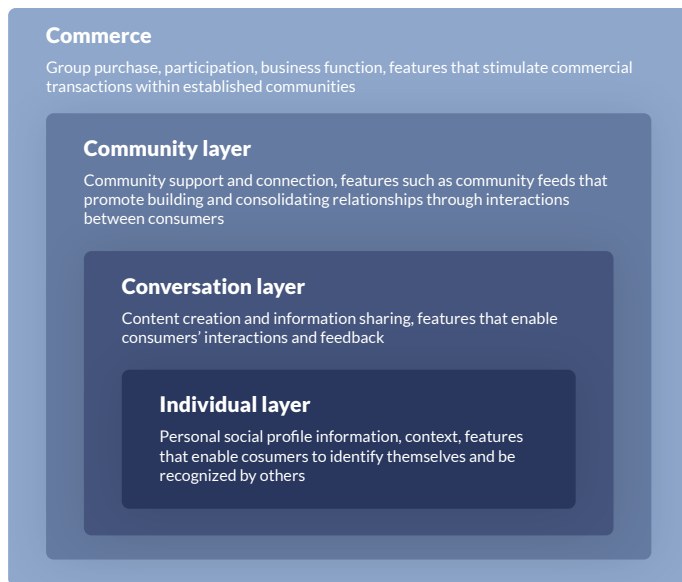 Commerce
Group purchase, participation, business function, features that stimulate commercial
transactions within established communities
Community layer
Community support and connection, features such as community feeds that
promote building and consolidating relationships through interactions
between consumers
Conversation layer
Content creation and information sharing, features that enable
consumers’ interactions and feedback
Individual layer
Personal social profile information, context, features
that enable cosumers to identify themselves and be
recognized by others